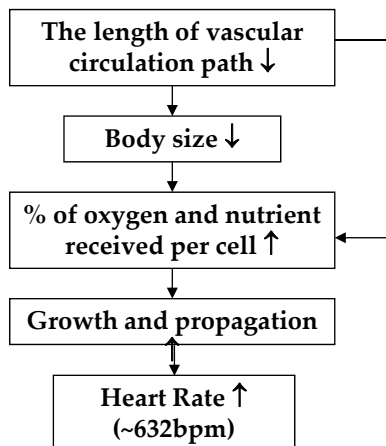 The length of vascular
circulation path ↓
Body size ↓
% of oxygen and nutrient
received per cell ↑
Growth and propagation
Heart Rate ↑
(~632bpm)